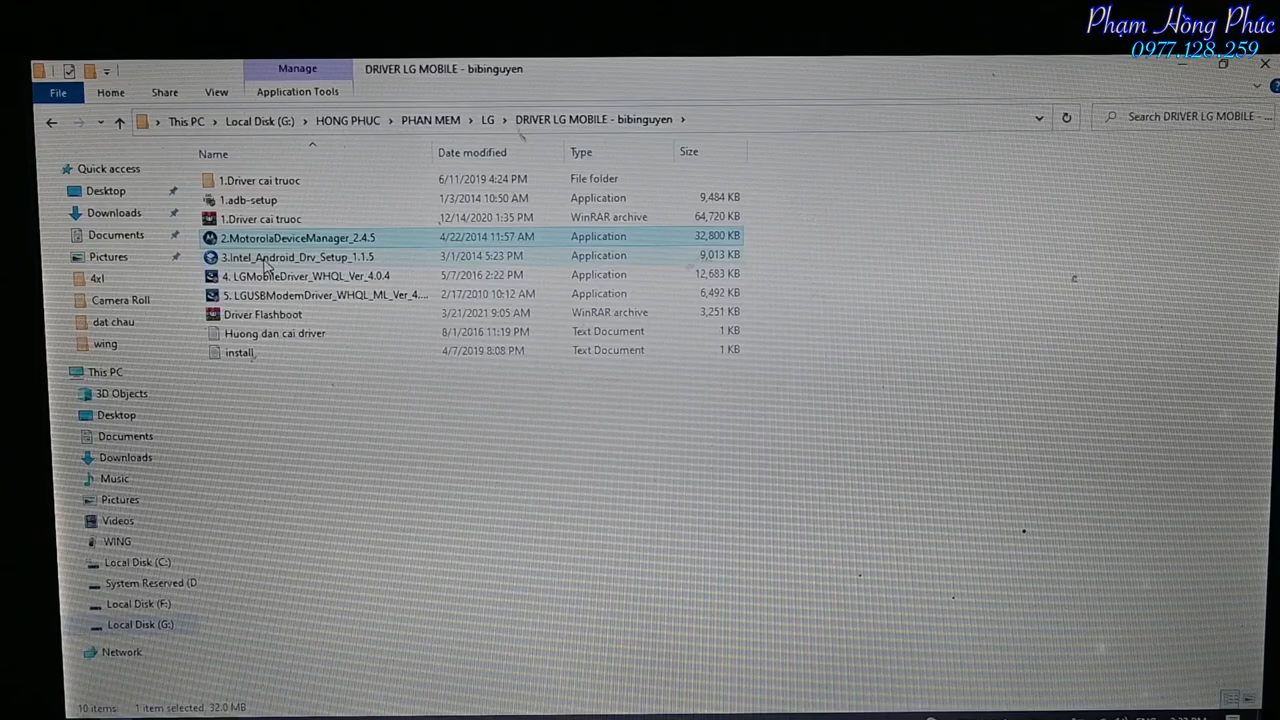 Phạm Hồng Phúc
0977.128.259
Manage
DRIVER LG MOBILE - bibinguyen
File
Home
Share
View
Application Tools
This PC > Local Disk (G:) > HONG PHUC > PHAN MEM > LG > DRIVER LG MOBILE - bibinguyen >
Search DRIVER LG MOBILE - ...
Name
Date modified
Type
Size
1.Driver cai truoc 6/11/2019 4:24 PM File folder
1.adb-setup 1/3/2014 10:50 AM Application 9,484 KB
1.Driver cai truoc 12/14/2020 1:35 PM WinRAR archive 64,720 KB
2.MotorolaDeviceManager_2.4.5 4/22/2014 11:57 AM Application 32,800 KB
3.Intel_Android_Drv_Setup_1.1.5 3/1/2014 5:23 PM Application 9,013 KB
4. LGMobileDriver_WHQL_Ver_4.0.4 5/7/2016 2:22 PM Application 12,683 KB
5. LGUSBModemDriver_WHQL_ML_Ver_4.... 2/17/2010 10:12 AM Application 6,492 KB
Driver Flashboot 3/21/2021 9:05 AM WinRAR archive 3,251 KB
Huong dan cai driver 8/1/2016 11:19 PM Text Document 1 KB
install 4/7/2019 8:08 PM Text Document 1 KB
Quick access
Desktop
Downloads
Documents
Pictures
4xl
Camera Roll
dat chau
wing
This PC
3D Objects
Desktop
Documents
Downloads
Music
Pictures
Videos
WING
Local Disk (C:)
System Reserved (D
Local Disk (F:)
Local Disk (G:)
Network
10 items
1 item selected. 32.0 MB